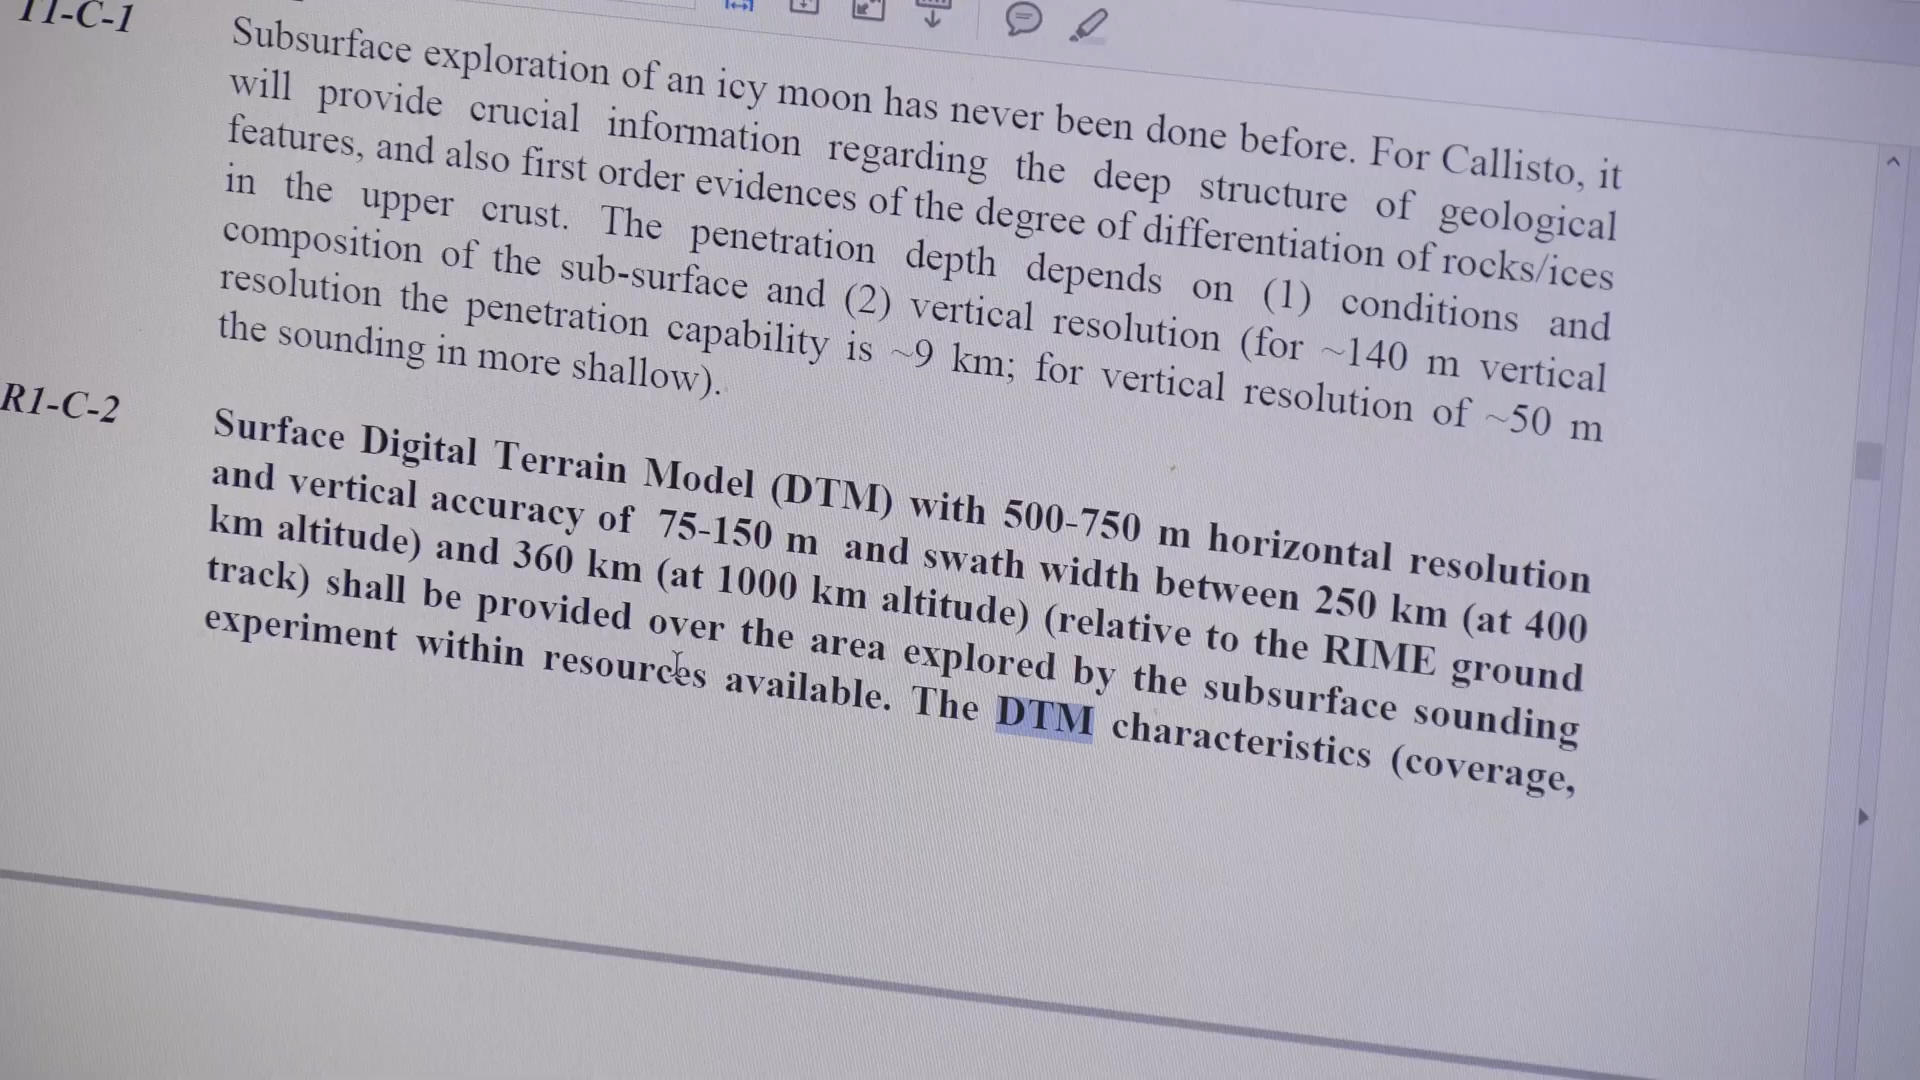 T1-C-1
Subsurface exploration of an icy moon has never been done before. For Callisto, it
will provide crucial information regarding the deep structure of geological
features, and also first order evidences of the degree of differentiation of rocks/ices
in the upper crust. The penetration depth depends on (1) conditions and
composition of the sub-surface and (2) vertical resolution (for ~140 m vertical
resolution the penetration capability is ~9 km; for vertical resolution of ~50 m
the sounding in more shallow).
R1-C-2
Surface Digital Terrain Model (DTM) with 500-750 m horizontal resolution
and vertical accuracy of 75-150 m and swath width between 250 km (at 400
km altitude) and 360 km (at 1000 km altitude) (relative to the RIME ground
track) shall be provided over the area explored by the subsurface sounding
experiment within resources available. The DTM characteristics (coverage,